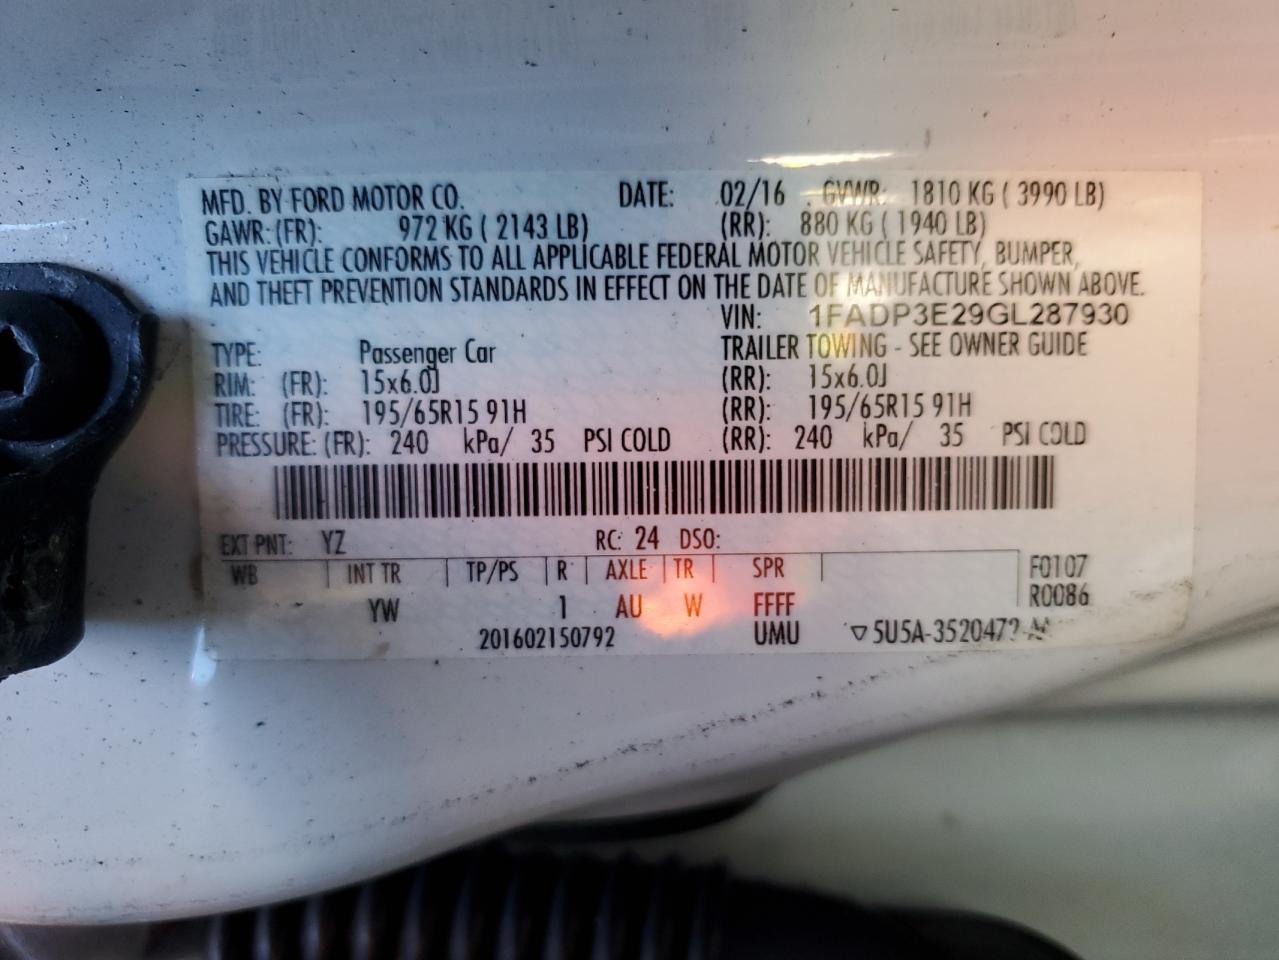 MFD. BY FORD MOTOR CO. DATE: 02/16 GVWR: 1810 KG ( 3990 LB)
GAWR: (FR): 972 KG ( 2143 LB) (RR): 880 KG ( 1940 LB)
THIS VEHICLE CONFORMS TO ALL APPLICABLE FEDERAL MOTOR VEHICLE SAFETY, BUMPER,
AND THEFT PREVENTION STANDARDS IN EFFECT ON THE DATE OF MANUFACTURE SHOWN ABOVE.
VIN: 1FADP3E29GL287930
TYPE: Passenger Car TRAILER TOWING - SEE OWNER GUIDE
RIM: (FR): 15x6.0J (RR): 15x6.0J
TIRE: (FR): 195/65R15 91H (RR): 195/65R15 91H
PRESSURE: (FR): 240 kPa/ 35 PSI COLD (RR): 240 kPa/ 35 PSI COLD
EXT PNT: YZ RC: 24 DSO:
WB INT TR TP/PS R AXLE TR SPR F0107
YW 1 AU W FFFF R0086
201602150792 UMU ▽5U5A-3520472-